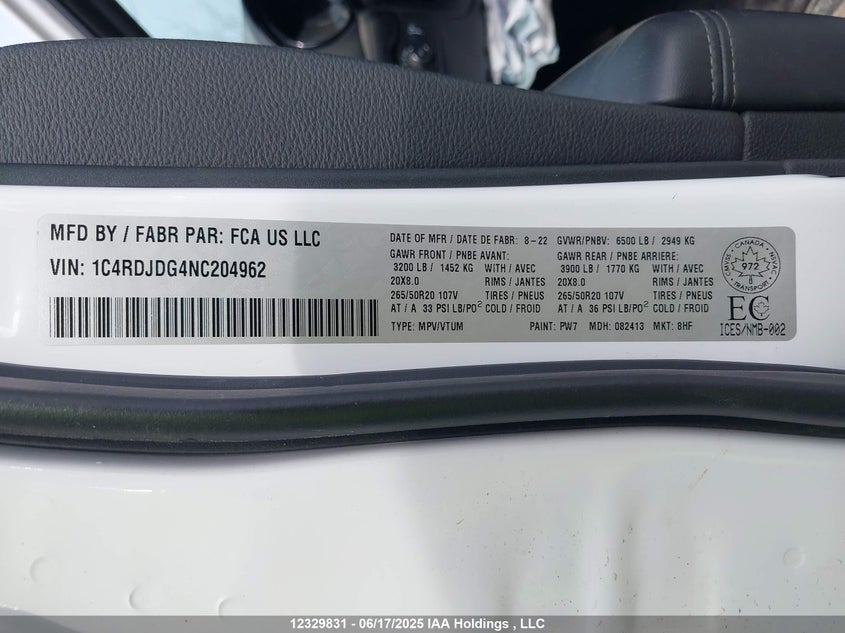 MFD BY / FABR PAR: FCA US LLC
VIN: 1C4RDJDG4NC204962
DATE OF MFR / DATE DE FABR: 8-22 GVWR/PNBV: 6500 LB / 2949 KG
GAWR FRONT / PNBE AVANT: GAWR REAR / PNBE ARRIERE:
3200 LB / 1452 KG WITH / AVEC 3900 LB / 1770 KG WITH / AVEC
20X8.0 RIMS / JANTES 20X8.0 RIMS / JANTES
265/50R20 107V TIRES / PNEUS 265/50R20 107V TIRES / PNEUS
AT / A 33 PSI LB/PO² COLD / FROID AT / A 36 PSI LB/PO² COLD / FROID
TYPE: MPV/VTUM PAINT: PW7 MDH: 082413 MKT: 8HF
CANADA
CMVSS NSVAC
972
EC
ICES/NMB-002
12329831 - 06/17/2025 IAA Holdings , LLC